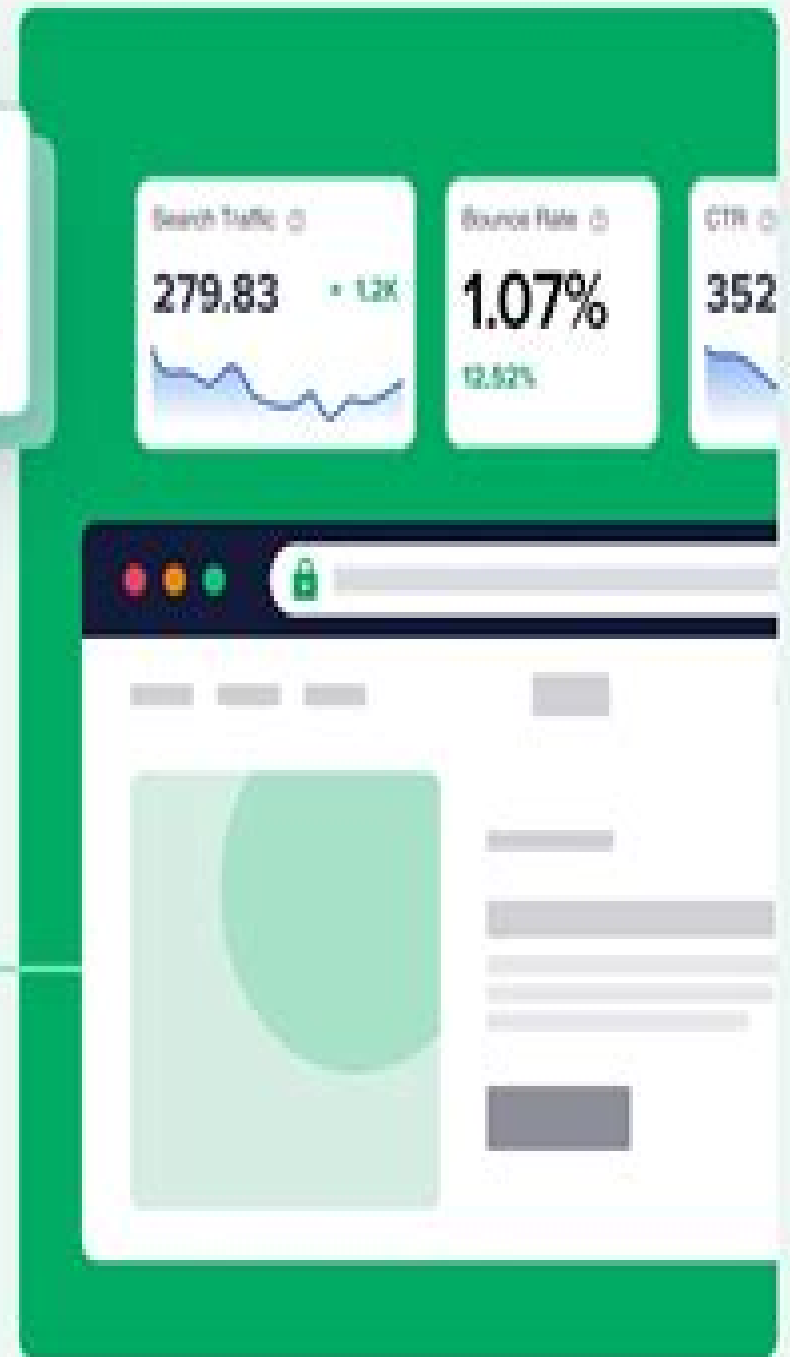 Search Traffic
279.83
+ 1.2K
Bounce Rate
1.07%
12.52%
CTR
352